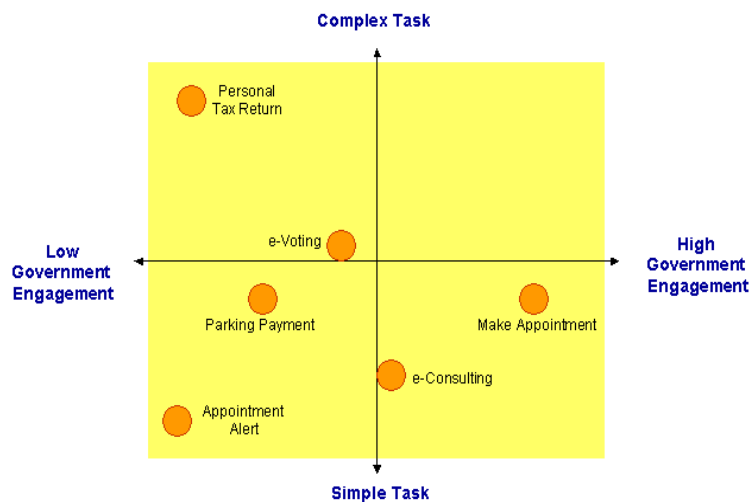 Complex Task
Personal
Tax Return
e-Voting
Low
Government
Engagement
High
Government
Engagement
Parking Payment
Make Appointment
e-Consulting
Appointment
Alert
Simple Task